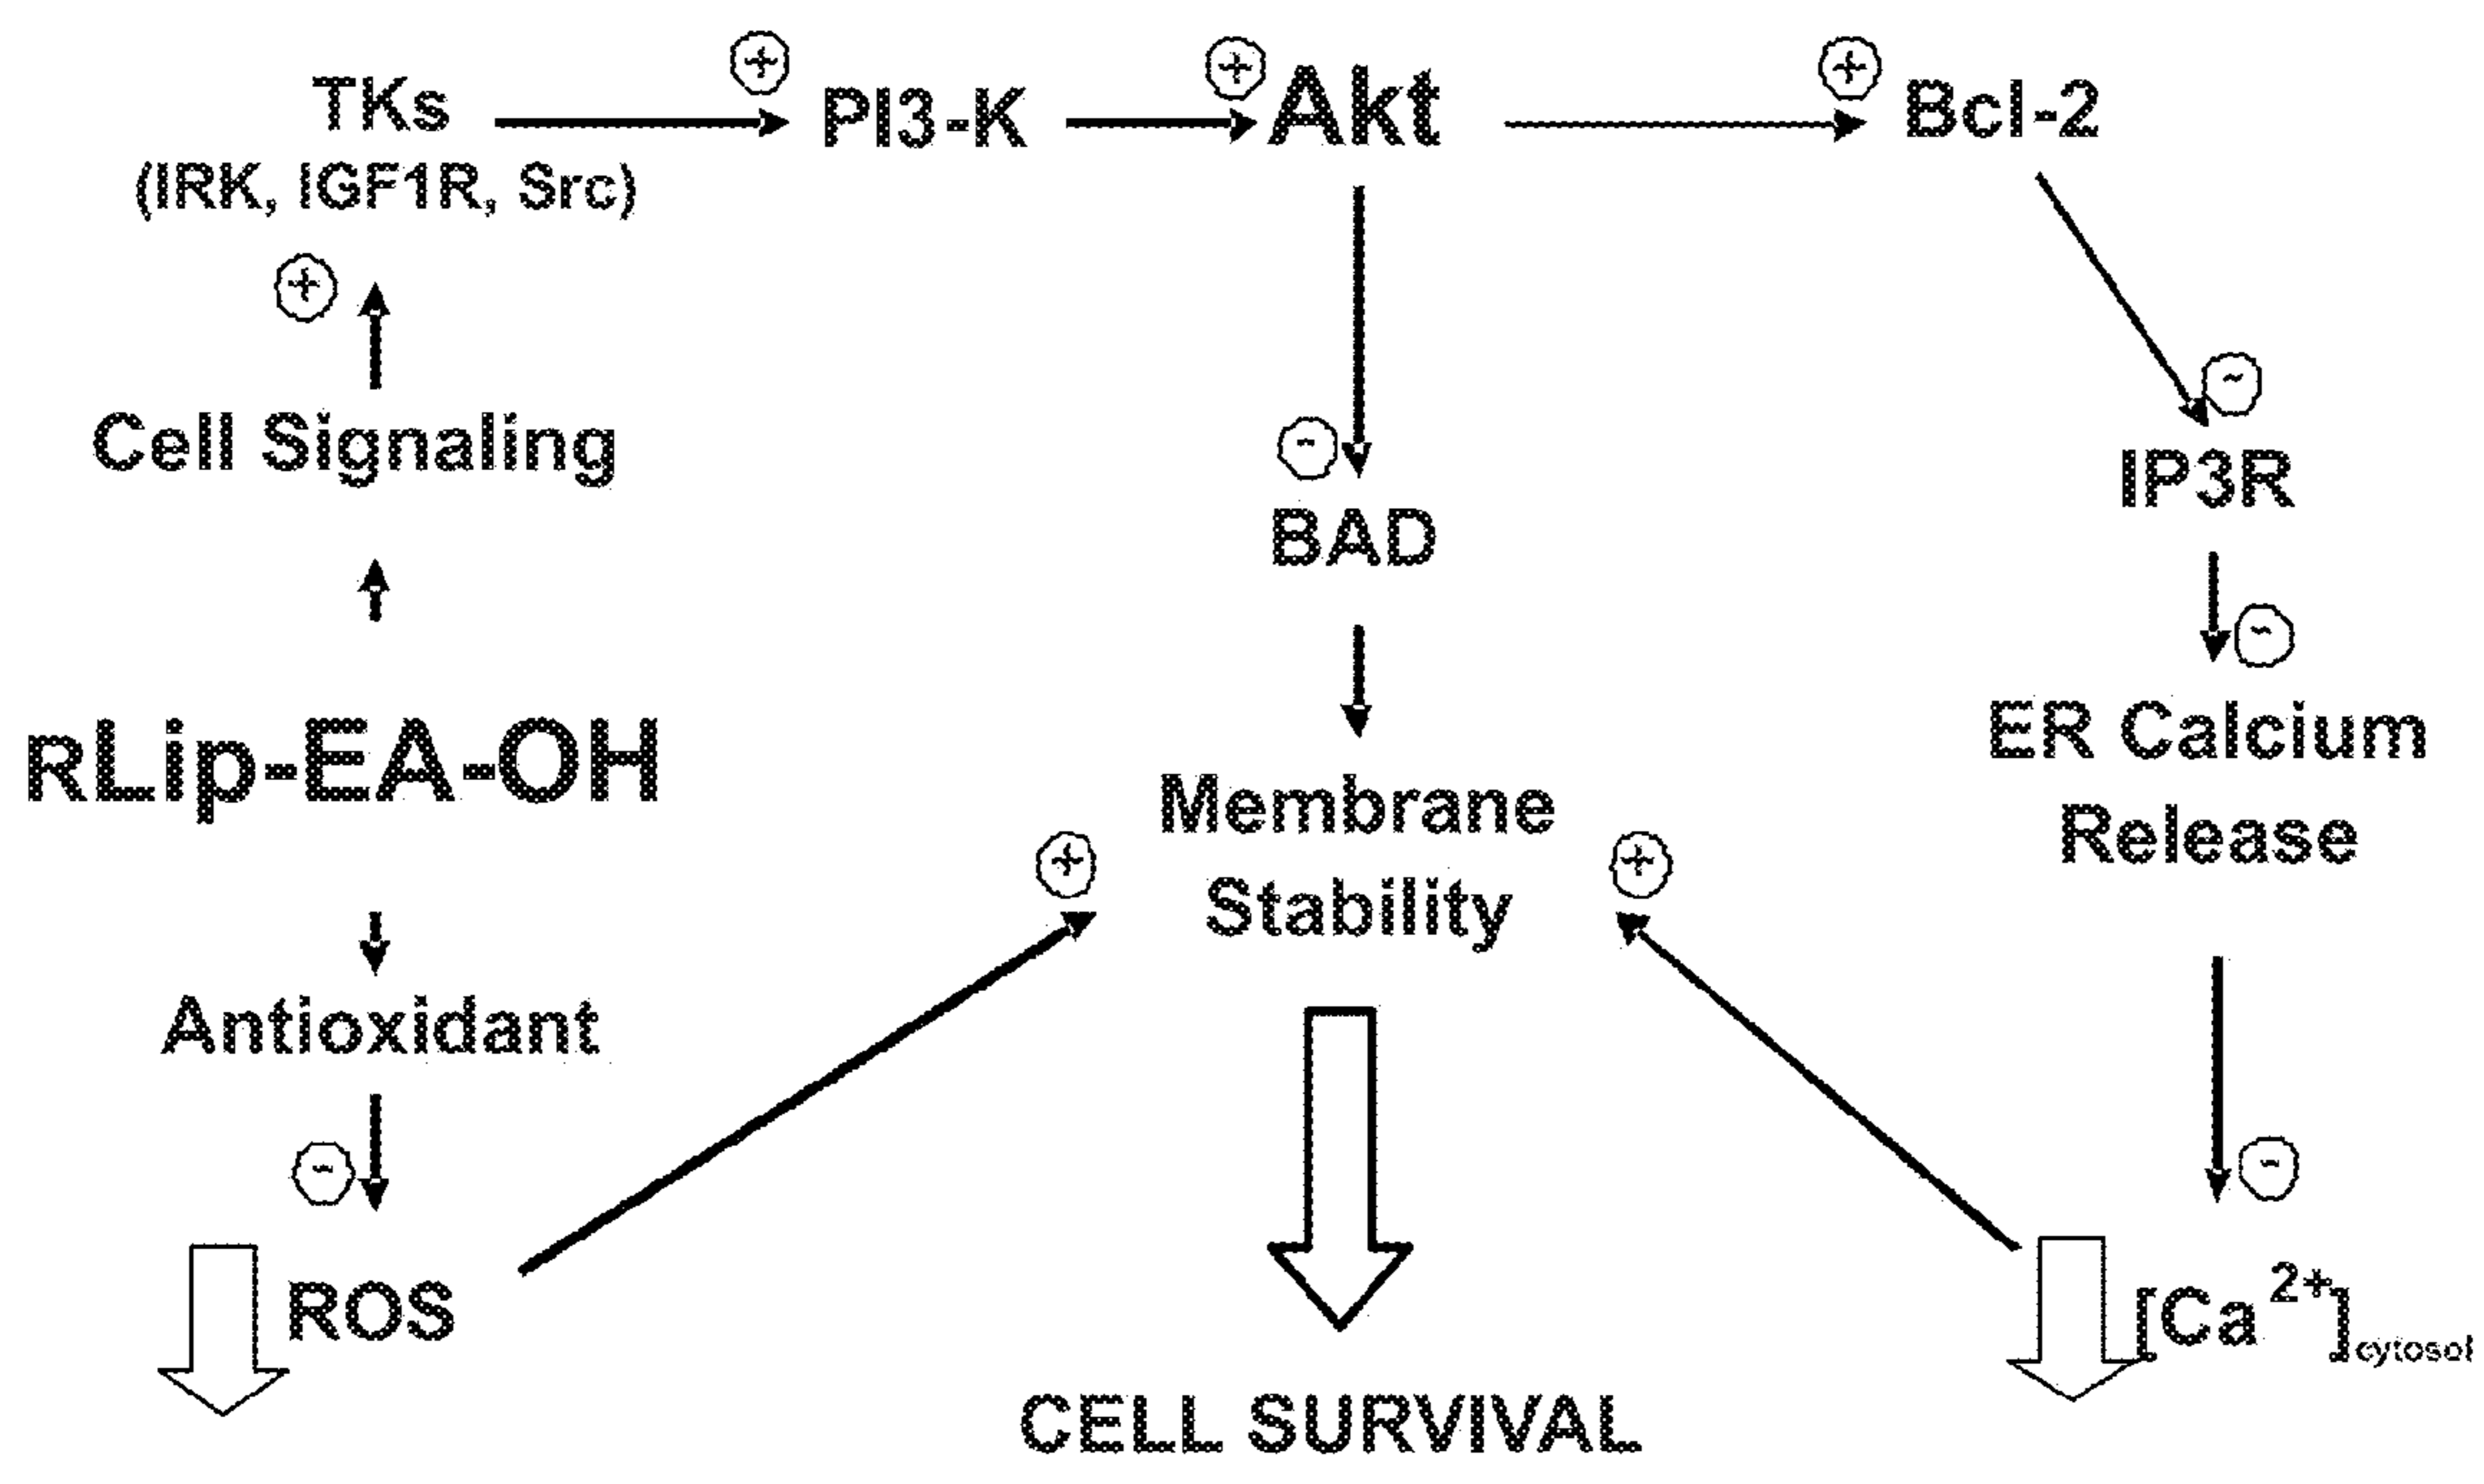 TKs
(IRK, IGF1R, Src)
+
PI3-K
+
Akt
+
Bcl-2
+
Cell Signaling
-
BAD
-
IP3R
-
ER Calcium
Release
RLip-EA-OH
Membrane
Stability
+
+
Antioxidant
-
ROS
-
[Ca2+]cytosol
CELL SURVIVAL